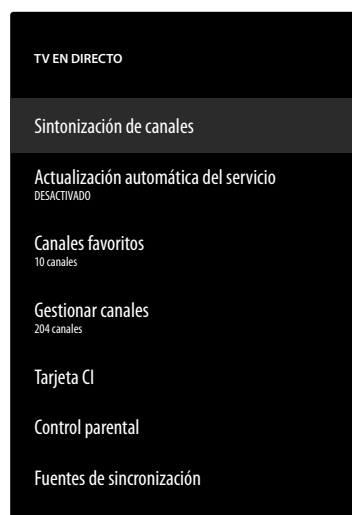 TV EN DIRECTO
Sintonización de canales
Actualización automática del servicio
DESACTIVADO
Canales favoritos
10 canales
Gestionar canales
204 canales
Tarjeta CI
Control parental
Fuentes de sincronización